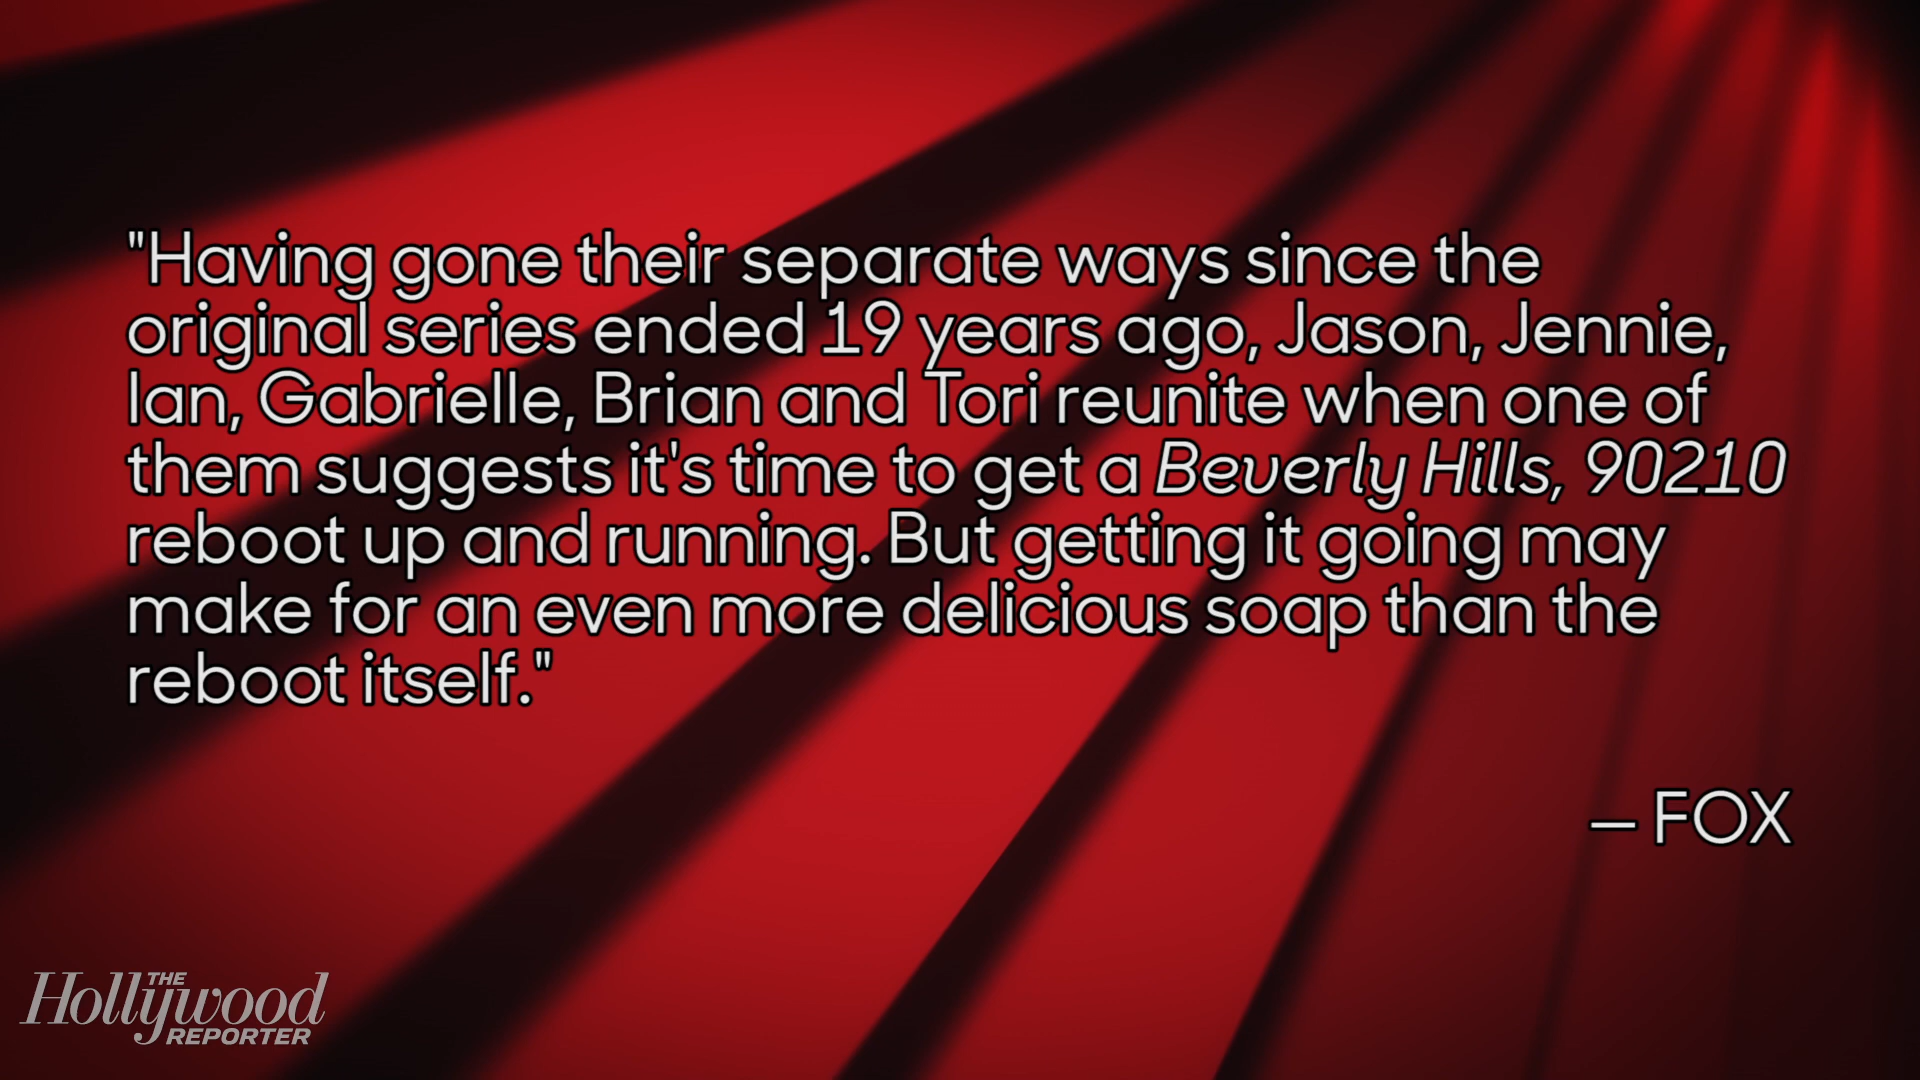 "Having gone their separate ways since the
original series ended 19 years ago, Jason, Jennie,
Ian, Gabrielle, Brian and Tori reunite when one of
them suggests it's time to get a Beverly Hills, 90210
reboot up and running. But getting it going may
make for an even more delicious soap than the
reboot itself."
– FOX
THE
Hollywood
REPORTER